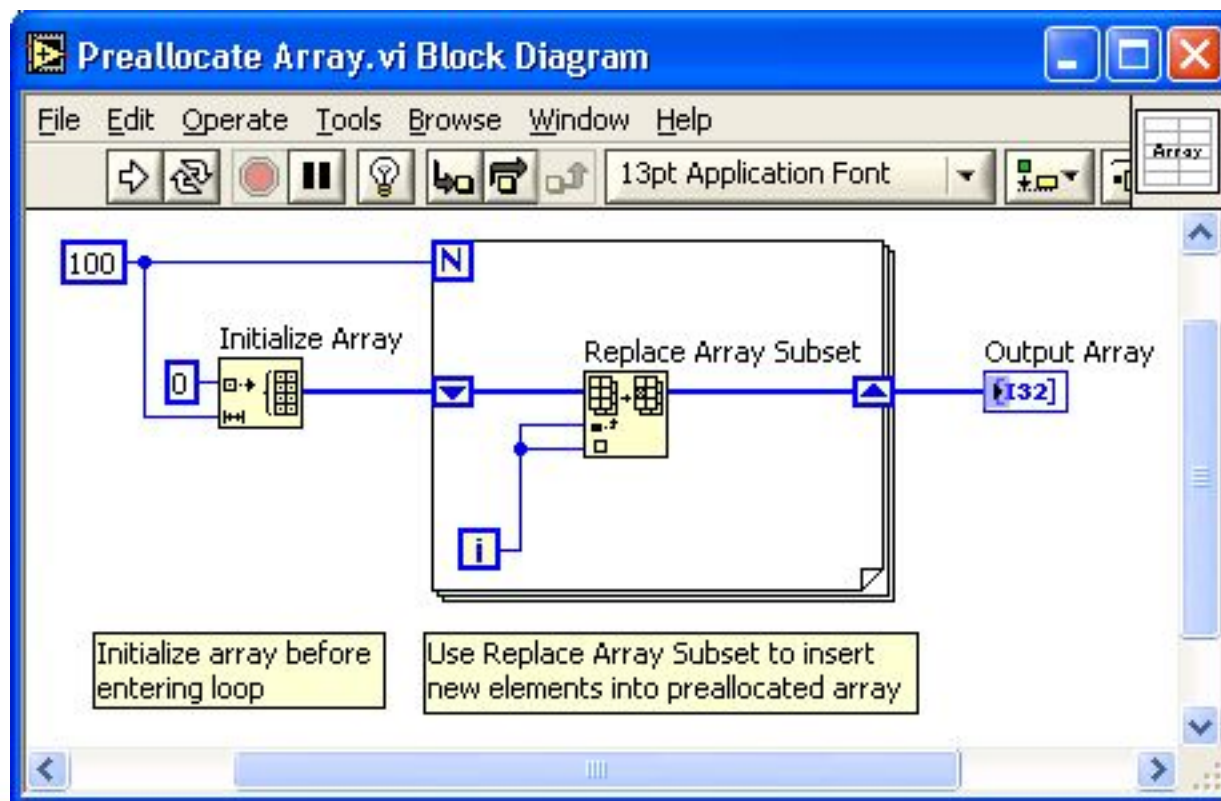 Preallocate Array.vi Block Diagram
File Edit Operate Tools Browse Window Help
Array
13pt Application Font
100
N
Initialize Array
Replace Array Subset
Output Array
0
[I32]
i
Initialize array before
entering loop
Use Replace Array Subset to insert
new elements into preallocated array